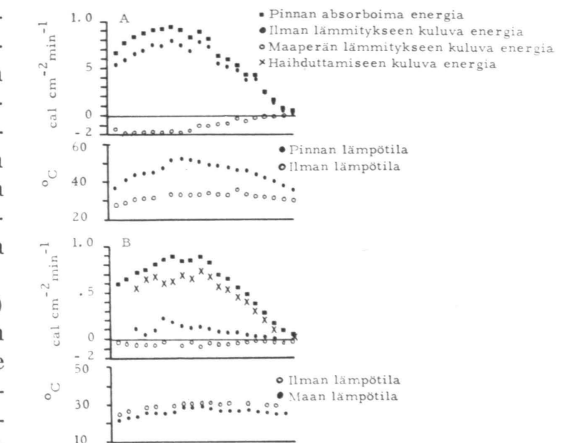 A
■ Pinnan absorboima energia
● Ilman lämmitykseen kuluva energia
○ Maaperän lämmitykseen kuluva energia
× Haihduttamiseen kuluva energia
cal cm⁻² min⁻¹
1.0
5
0
- 2
● Pinnan lämpötila
○ Ilman lämpötila
°C
60
40
20
B
cal cm⁻² min⁻¹
1.0
.5
0
- 2
○ Ilman lämpötila
● Maan lämpötila
°C
50
30
10